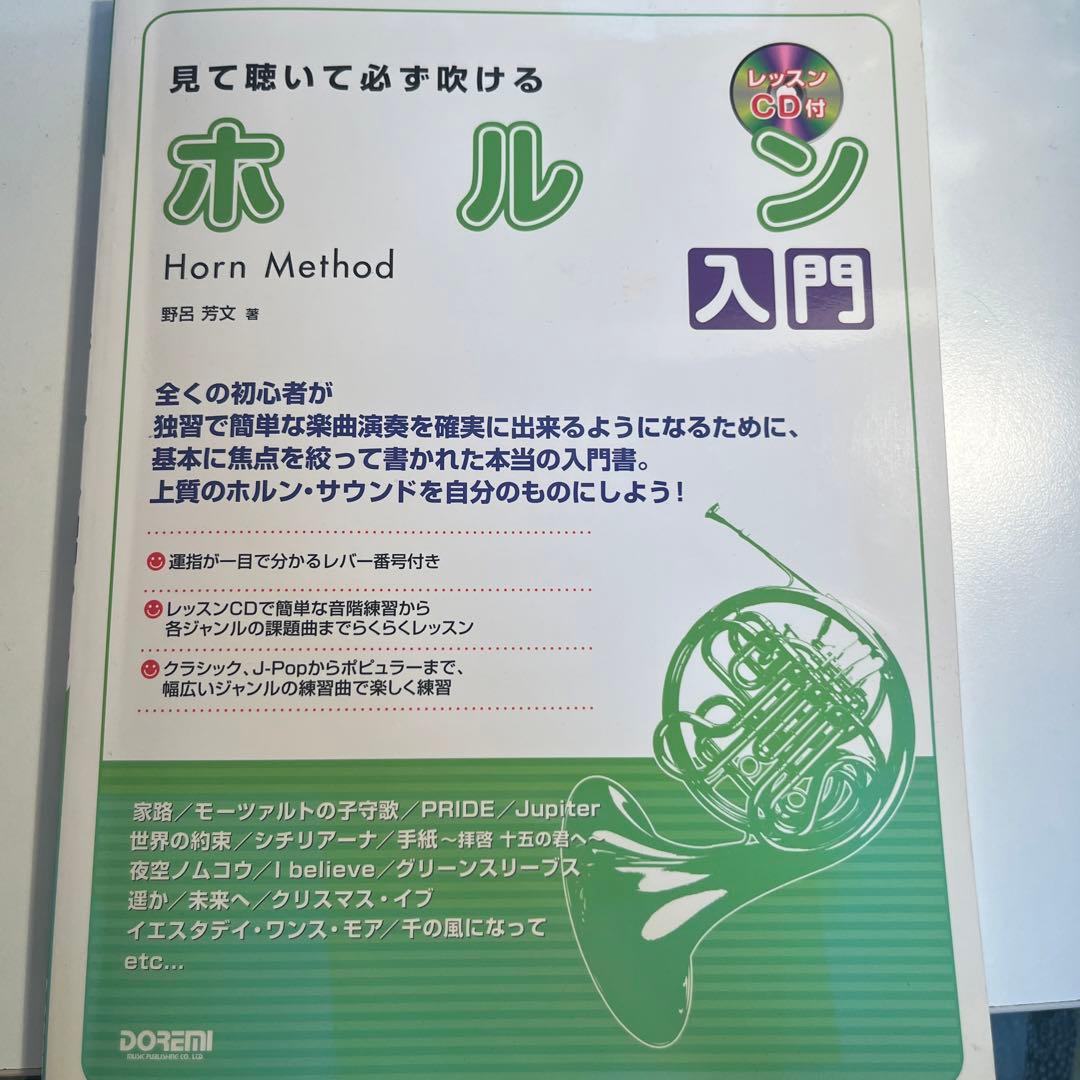 見て聴いて必ず吹ける
レッスン
CD付
ホルン
Horn Method
入門
野呂 芳文 著
全くの初心者が
独習で簡単な楽曲演奏を確実に出来るようになるために、
基本に焦点を絞って書かれた本当の入門書。
上質のホルン・サウンドを自分のものにしよう!
運指が一目で分かるレバー番号付き
レッスンCDで簡単な音階練習から
各ジャンルの課題曲までらくらくレッスン
クラシック、J-Popからポピュラーまで、
幅広いジャンルの練習曲で楽しく練習
家路/モーツァルトの子守歌/PRIDE/Jupiter
世界の約束/シチリアーナ/手紙~拝啓 十五の君へ~
夜空ノムコウ/I believe/グリーンスリーブス
遥か/未来へ/クリスマス・イブ
イエスタデイ・ワンス・モア/千の風になって
etc...
DOREMI
MUSIC PUBLISHING CO., LTD.